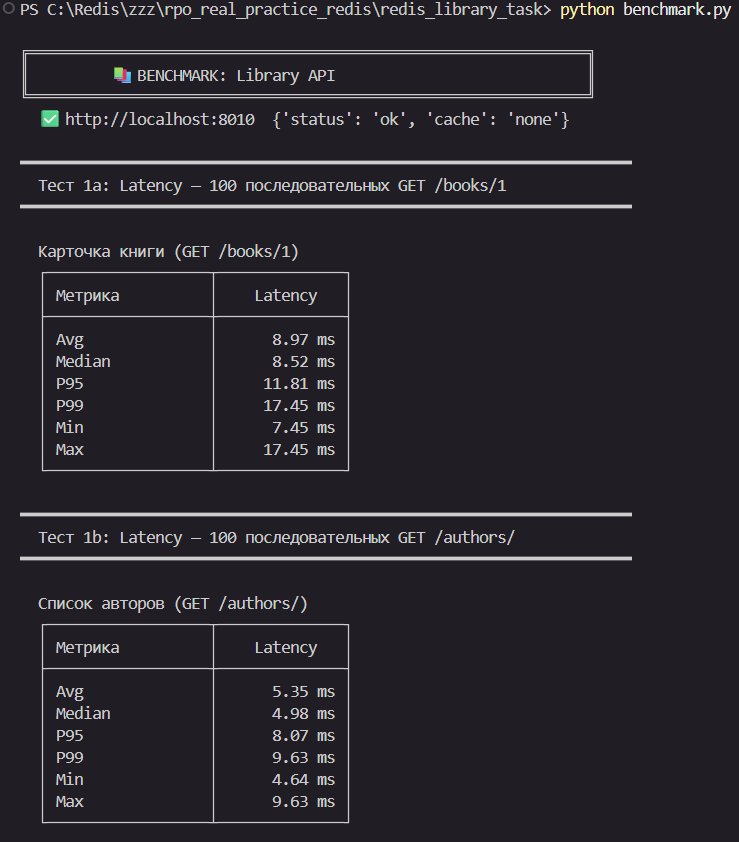 PS C:\Redis\zzz\rpo_real_practice_redis\redis_library_task> python benchmark.py
BENCHMARK: Library API
http://localhost:8010 {'status': 'ok', 'cache': 'none'}
Тест 1a: Latency — 100 последовательных GET /books/1
Карточка книги (GET /books/1)
Метрика Latency
Avg 8.97 ms
Median 8.52 ms
P95 11.81 ms
P99 17.45 ms
Min 7.45 ms
Max 17.45 ms
Тест 1b: Latency — 100 последовательных GET /authors/
Список авторов (GET /authors/)
Метрика Latency
Avg 5.35 ms
Median 4.98 ms
P95 8.07 ms
P99 9.63 ms
Min 4.64 ms
Max 9.63 ms